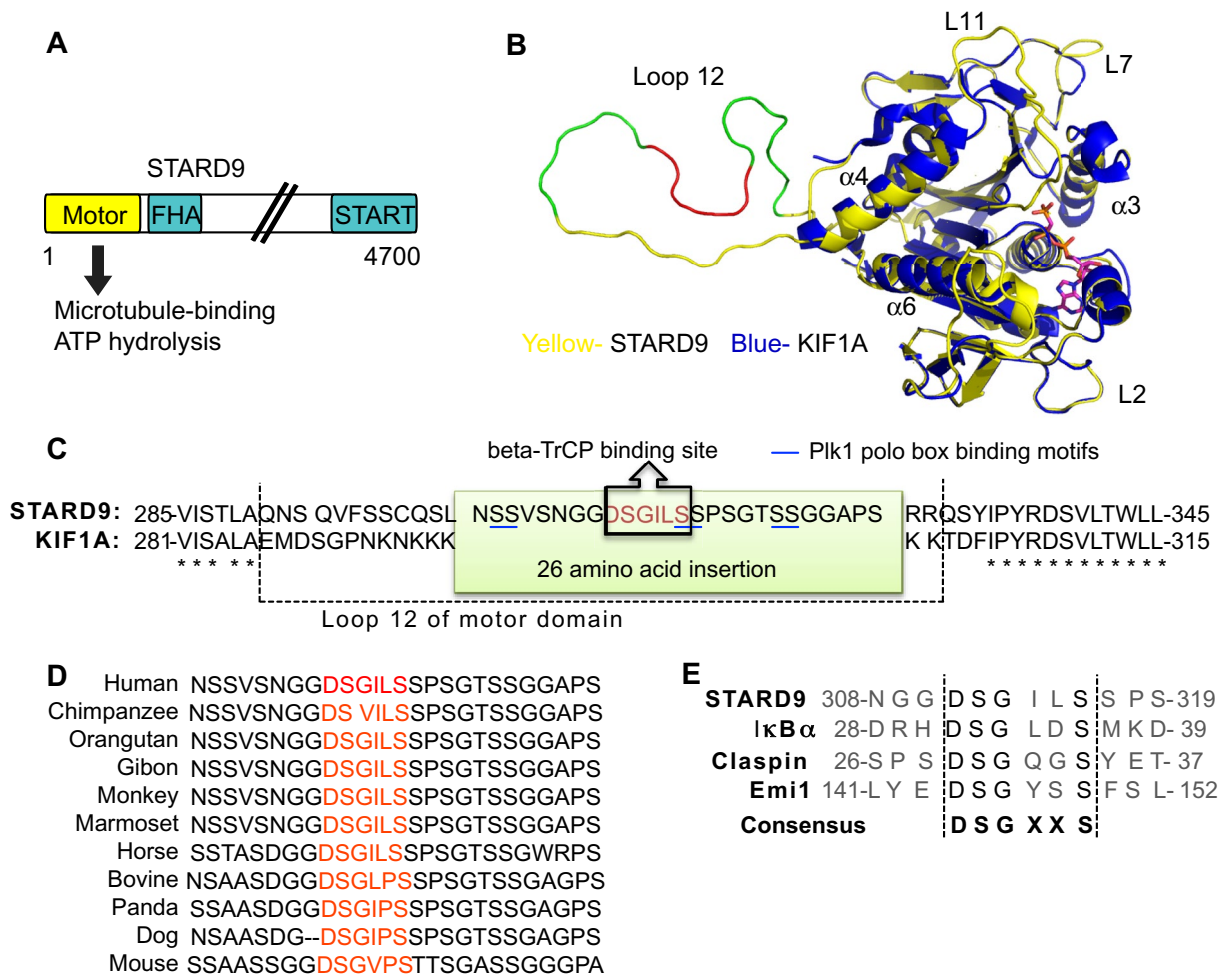 A
STARD9
Motor FHA START
1 4700
Microtubule-binding
ATP hydrolysis
B
L11
L7
Loop 12
α4
α3
α6
Yellow- STARD9 Blue- KIF1A
L2
C
beta-TrCP binding site
Plk1 polo box binding motifs
STARD9: 285-VISTLAQNS QVFSSCQSL NSSVSNGGDSGILSSPSGTSSGGAPS RRQSYIPYRDSVLTWLL-345
KIF1A: 281-VISALAEMDSGPNKNKKK K KTDFIPYRDSVLTWLL-315
* * * * * * * * * * * * * * * * *
26 amino acid insertion
Loop 12 of motor domain
D
Human NSSVSNGGDSGILSSPSGTSSGGAPS
Chimpanzee NSSVSNGGDS VILSSPSGTSSGGAPS
Orangutan NSSVSNGGDSGILSSPSGTSSGGAPS
Gibon NSSVSNGGDSGILSSPSGTSSGGAPS
Monkey NSSVSNGGDSGILSSPSGTSSGGAPS
Marmoset NSSVSNGGDSGILSSPSGTSSGGAPS
Horse SSTASDGGDSGILSSPSGTSSGWRPS
Bovine NSAASDGGDSGLPSSPSGTSSGAGPS
Panda SSAASDGGDSGIPSSPSGTSSGAGPS
Dog NSAASDG--DSGIPSSPSGTSSGAGPS
Mouse SSAASSGGDSGVPSTTSGASSGGGPA
E
STARD9 308-N G G D S G I L S S P S-319
IκBα 28-D R H D S G L D S M K D- 39
Claspin 26-S P S D S G Q G S Y E T- 37
Emi1 141-L Y E D S G Y S S F S L-152
Consensus D S G X X S